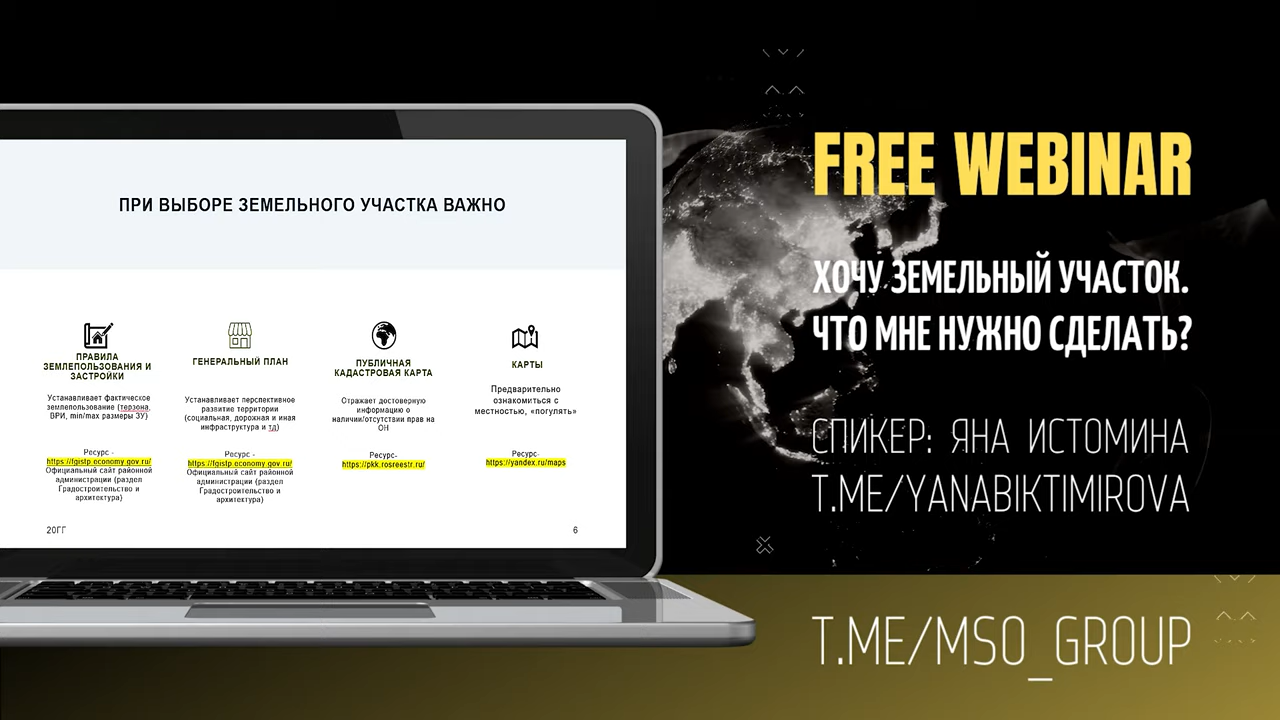 ПРИ ВЫБОРЕ ЗЕМЕЛЬНОГО УЧАСТКА ВАЖНО
ПРАВИЛА
ЗЕМЛЕПОЛЬЗОВАНИЯ И
ЗАСТРОЙКИ
Устанавливает фактическое
землепользование (терзона,
ВРИ, min/max размеры ЗУ)
Ресурс -
https://fgistp.economy.gov.ru/
Официальный сайт районной
администрации (раздел
Градостроительство и
архитектура)
ГЕНЕРАЛЬНЫЙ ПЛАН
Устанавливает перспективное
развитие территории
(социальная, дорожная и иная
инфраструктура и тд)
Ресурс -
https://fgistp.economy.gov.ru/
Официальный сайт районной
администрации (раздел
Градостроительство и
архитектура)
ПУБЛИЧНАЯ
КАДАСТРОВАЯ КАРТА
Отражает достоверную
информацию о
наличии/отсутствии прав на
ОН
Ресурс-
https://pkk.rosreestr.ru/
КАРТЫ
Предварительно
ознакомиться с
местностью, «погулять»
Ресурс-
https://yandex.ru/maps
20ГГ
6
FREE WEBINAR
ХОЧУ ЗЕМЕЛЬНЫЙ УЧАСТОК.
ЧТО МНЕ НУЖНО СДЕЛАТЬ?
СПИКЕР: ЯНА ИСТОМИНА
T.ME/YANABIKTIMIROVA
T.ME/MSO_GROUP